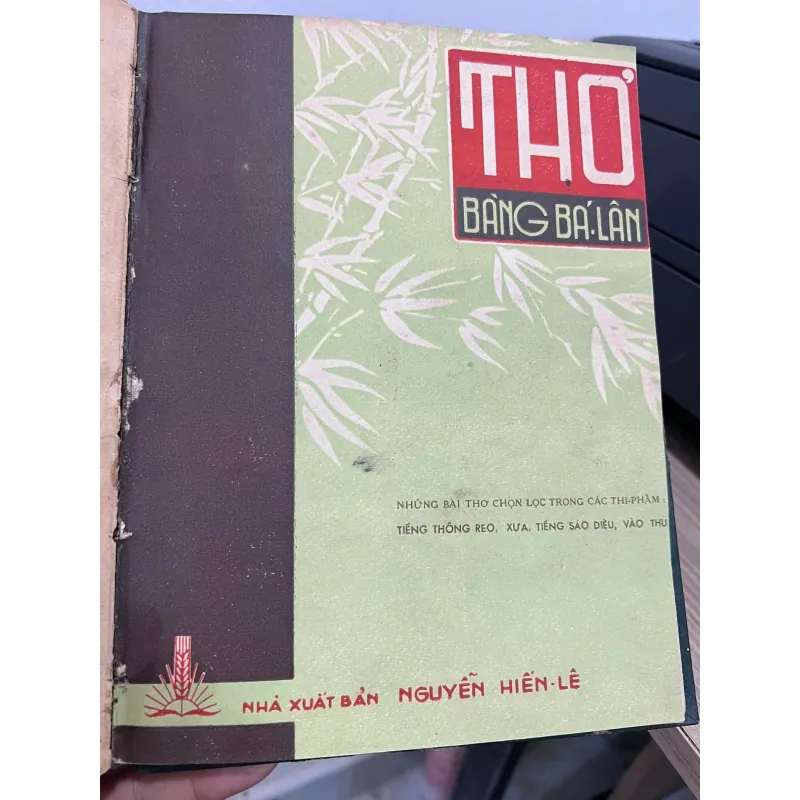 THƠ
BÀNG BÁ-LÂN
NHỮNG BÀI THƠ CHỌN LỌC TRONG CÁC THI-PHẨM :
TIẾNG THÔNG REO, XƯA, TIẾNG SÁO DIỀU, VÀO THU
NHÀ XUẤT BẢN NGUYỄN HIẾN-LÊ